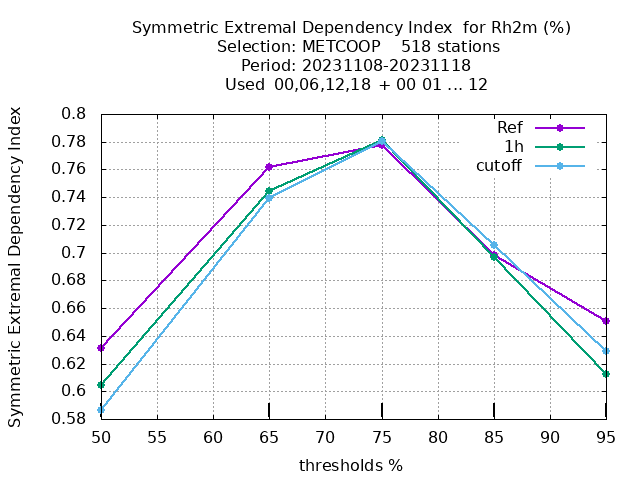 Symmetric Extremal Dependency Index for Rh2m (%)
Selection: METCOOP 518 stations
Period: 20231108-20231118
Used 00,06,12,18 + 00 01 ... 12
Symmetric Extremal Dependency Index
0.8
0.78
0.76
0.74
0.72
0.7
0.68
0.66
0.64
0.62
0.6
0.58
Ref
1h
cutoff
50 55 60 65 70 75 80 85 90 95
thresholds %